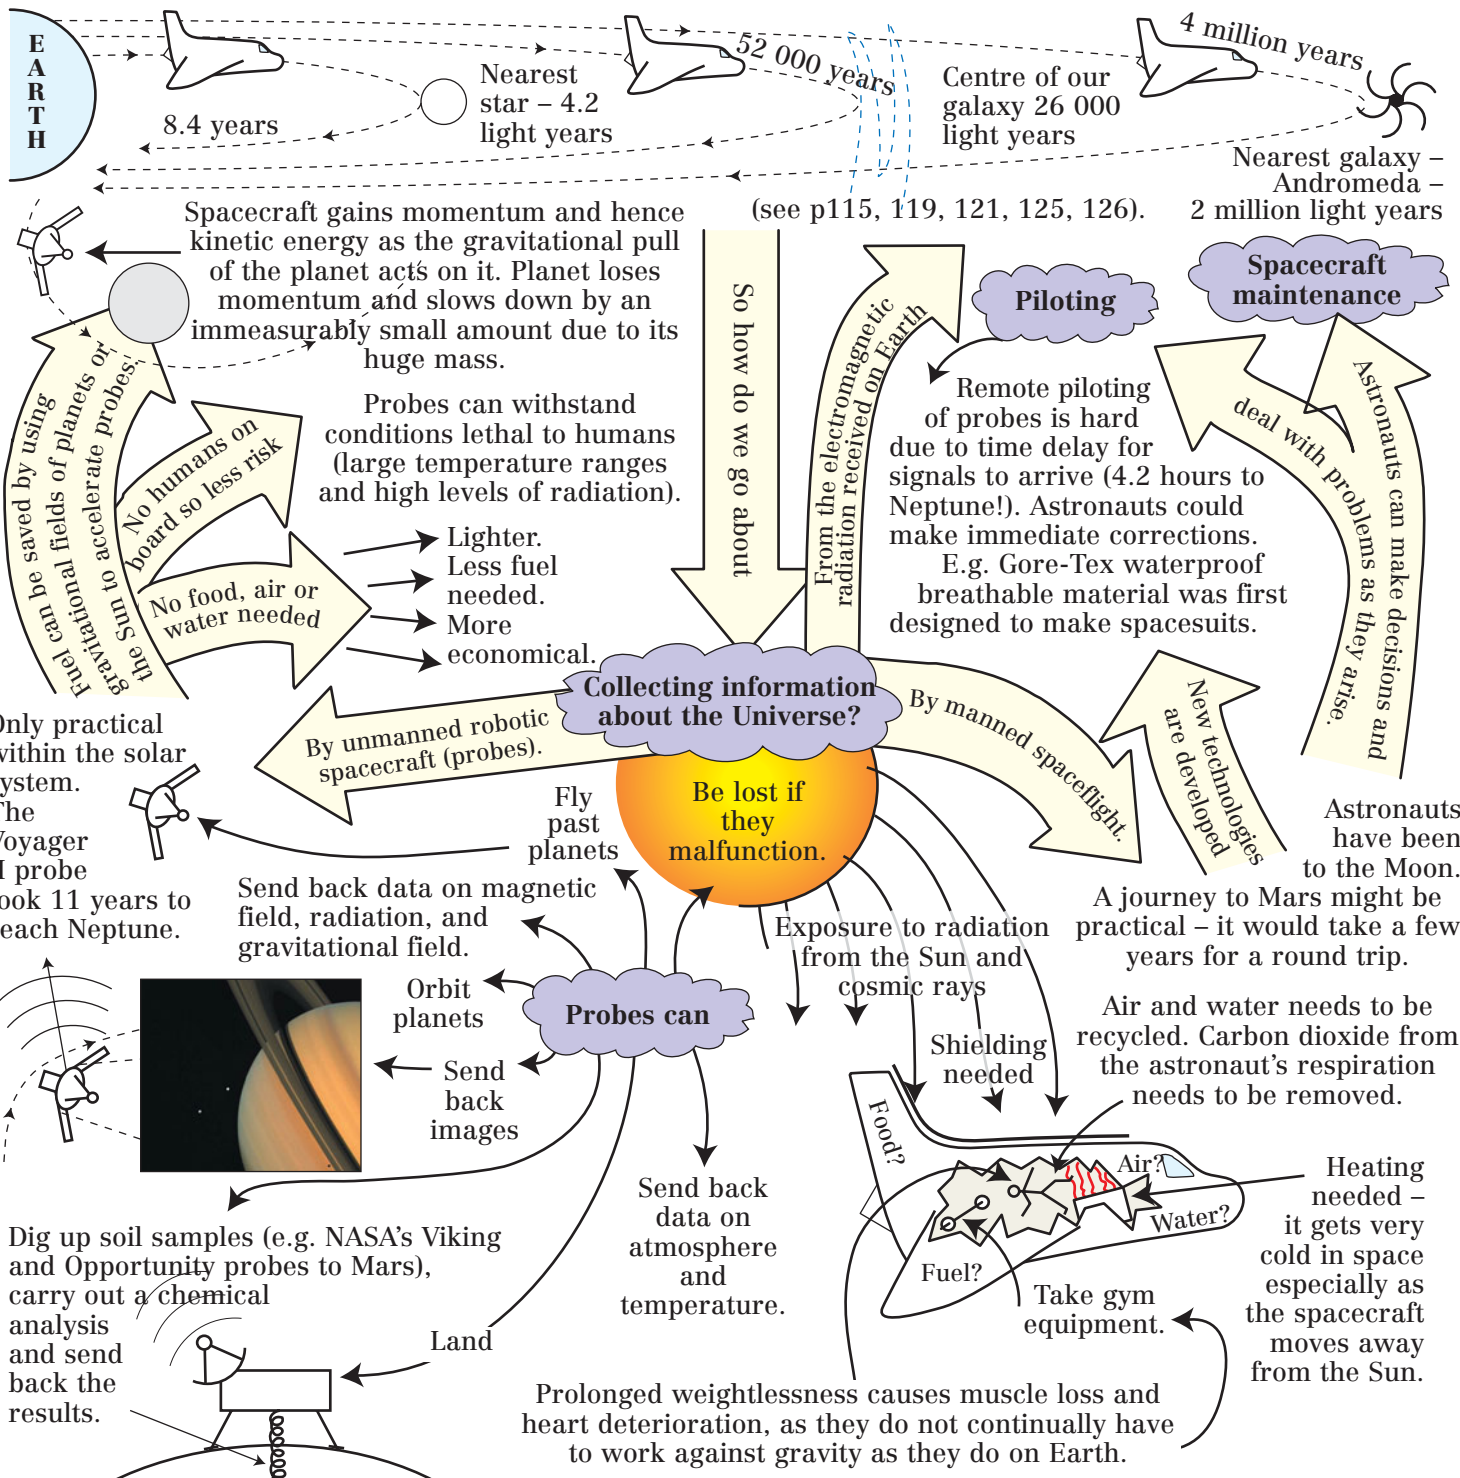 E
A
R
T
H
8.4 years
Nearest
star – 4.2
light years
52 000 years
Centre of our
galaxy 26 000
light years
4 million years
Nearest galaxy –
Andromeda –
2 million light years
(see p115, 119, 121, 125, 126).
Spacecraft gains momentum and hence
kinetic energy as the gravitational pull
of the planet acts on it. Planet loses
momentum and slows down by an
immeasurably small amount due to its
huge mass.
Fuel can be saved by using
gravitational fields of planets or
the Sun to accelerate probes.
No humans on
board so less risk
Probes can withstand
conditions lethal to humans
(large temperature ranges
and high levels of radiation).
No food, air or
water needed
Lighter.
Less fuel
needed.
More
economical.
So how do we go about
From the electromagnetic
radiation received on Earth
Piloting
Remote piloting
of probes is hard
due to time delay for
signals to arrive (4.2 hours to
Neptune!). Astronauts could
make immediate corrections.
E.g. Gore-Tex waterproof
breathable material was first
designed to make spacesuits.
Spacecraft
maintenance
Astronauts can make decisions and
deal with problems as they arise.
Collecting information
about the Universe?
By unmanned robotic
spacecraft (probes).
By manned spaceflight.
New technologies
are developed
Only practical
within the solar
system.
The
Voyager
probe
took 11 years to
reach Neptune.
Astronauts
have been
to the Moon.
A journey to Mars might be
practical – it would take a few
years for a round trip.
Be lost if
they
malfunction.
Fly
past
planets
Send back data on magnetic
field, radiation, and
gravitational field.
Orbit
planets
Probes can
Send
back
images
Exposure to radiation
from the Sun and
cosmic rays
Shielding
needed
Air and water needs to be
recycled. Carbon dioxide from
the astronaut's respiration
needs to be removed.
Food?
Air?
Water?
Fuel?
Heating
needed –
it gets very
cold in space
especially as
the spacecraft
moves away
from the Sun.
Take gym
equipment.
Send back
data on
atmosphere
and
temperature.
Dig up soil samples (e.g. NASA's Viking
and Opportunity probes to Mars),
carry out a chemical
analysis
and send
back the
results.
Land
Prolonged weightlessness causes muscle loss and
heart deterioration, as they do not continually have
to work against gravity as they do on Earth.